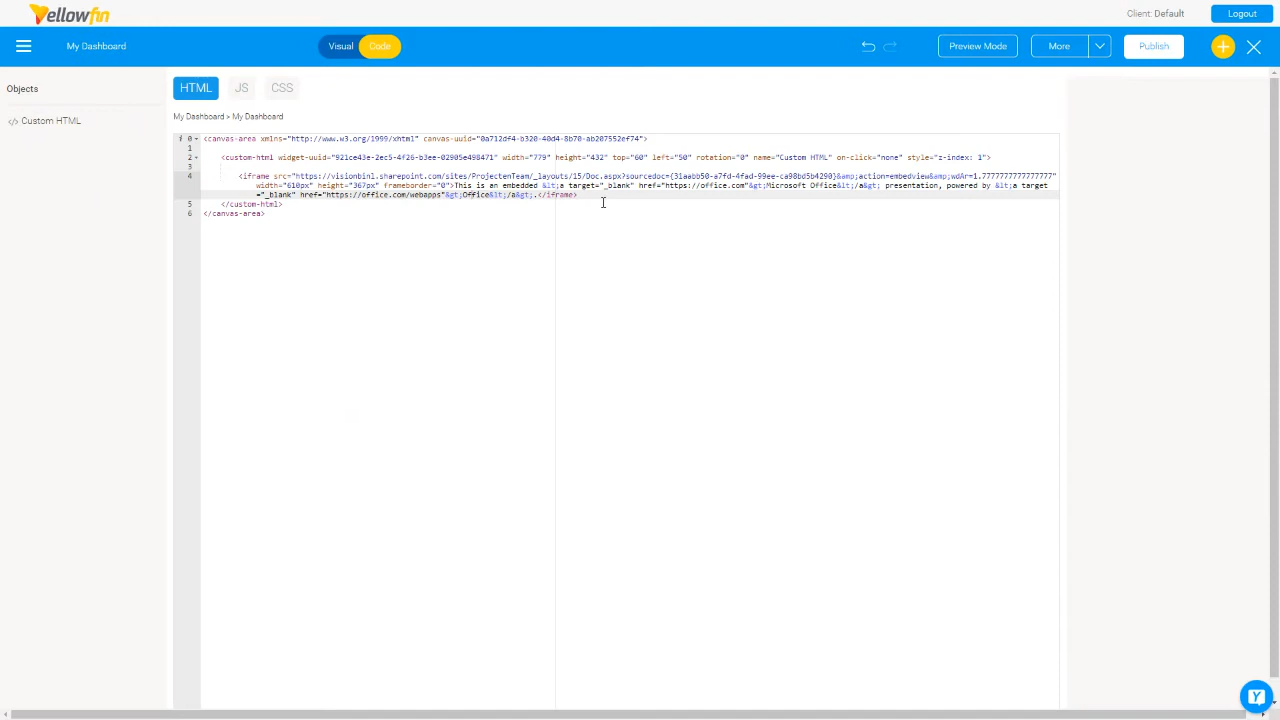 Yellowfin
Client: Default
Logout
My Dashboard
Visual
Code
Preview Mode
More
Publish
Objects
HTML
JS
CSS
My Dashboard > My Dashboard
</> Custom HTML
i 0 <canvas-area xmlns="http://www.w3.org/1999/xhtml" canvas-uuid="0a712df4-b320-40d4-8b70-ab207552ef74">
1
2 <custom-html widget-uuid="921ce43e-2ec5-4f26-b3ee-02905e498471" width="779" height="432" top="60" left="50" rotation="0" name="Custom HTML" on-click="none" style="z-index: 1">
3
4 <iframe src="https://visionbinl.sharepoint.com/sites/ProjectenTeam/_layouts/15/Doc.aspx?sourcedoc={31aabb50-a7fd-4fad-99ee-ca98bd5b4290}&amp;action=embedview&amp;wdAr=1.7777777777777777"
width="610px" height="367px" frameborder="0">This is an embedded &lt;a target="_blank" href="https://office.com"&gt;Microsoft Office&lt;/a&gt; presentation, powered by &lt;a target
="_blank" href="https://office.com/webapps"&gt;Office&lt;/a&gt;.</iframe>
5 </custom-html>
6 </canvas-area>